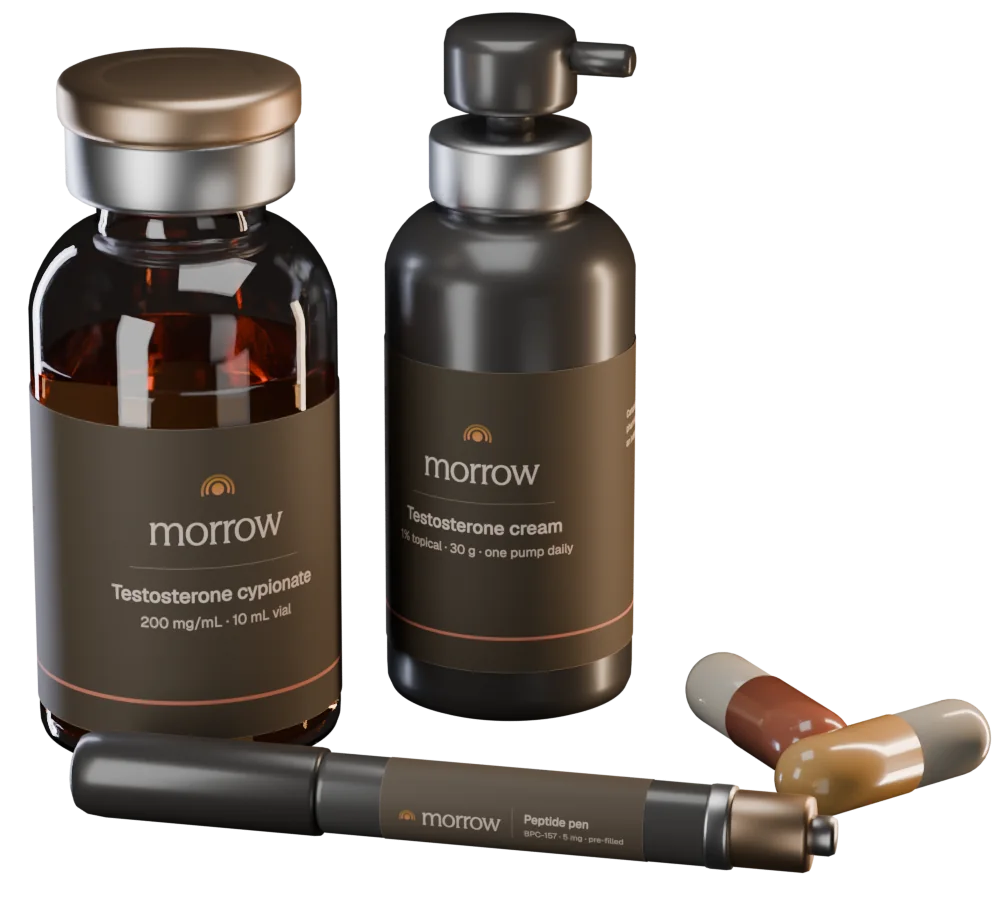 morrow
Testosterone cypionate
200 mg/mL · 10 mL vial
morrow
Testosterone cream
1% topical · 30 g · one pump daily
morrow
Peptide pen
BPC-157 · 5 mg · pre-filled